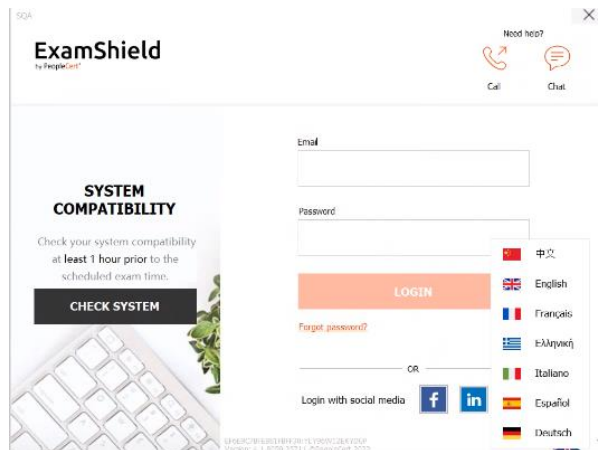 SQA
ExamShield
by PeopleCert
Need help?
Call
Chat
SYSTEM
COMPATIBILITY
Check your system compatibility
at least 1 hour prior to the
scheduled exam time.
CHECK SYSTEM
Email
Password
LOGIN
Forgot password?
OR
Login with social media
f
in
中文
English
Français
Ελληνική
Italiano
Español
Deutsch